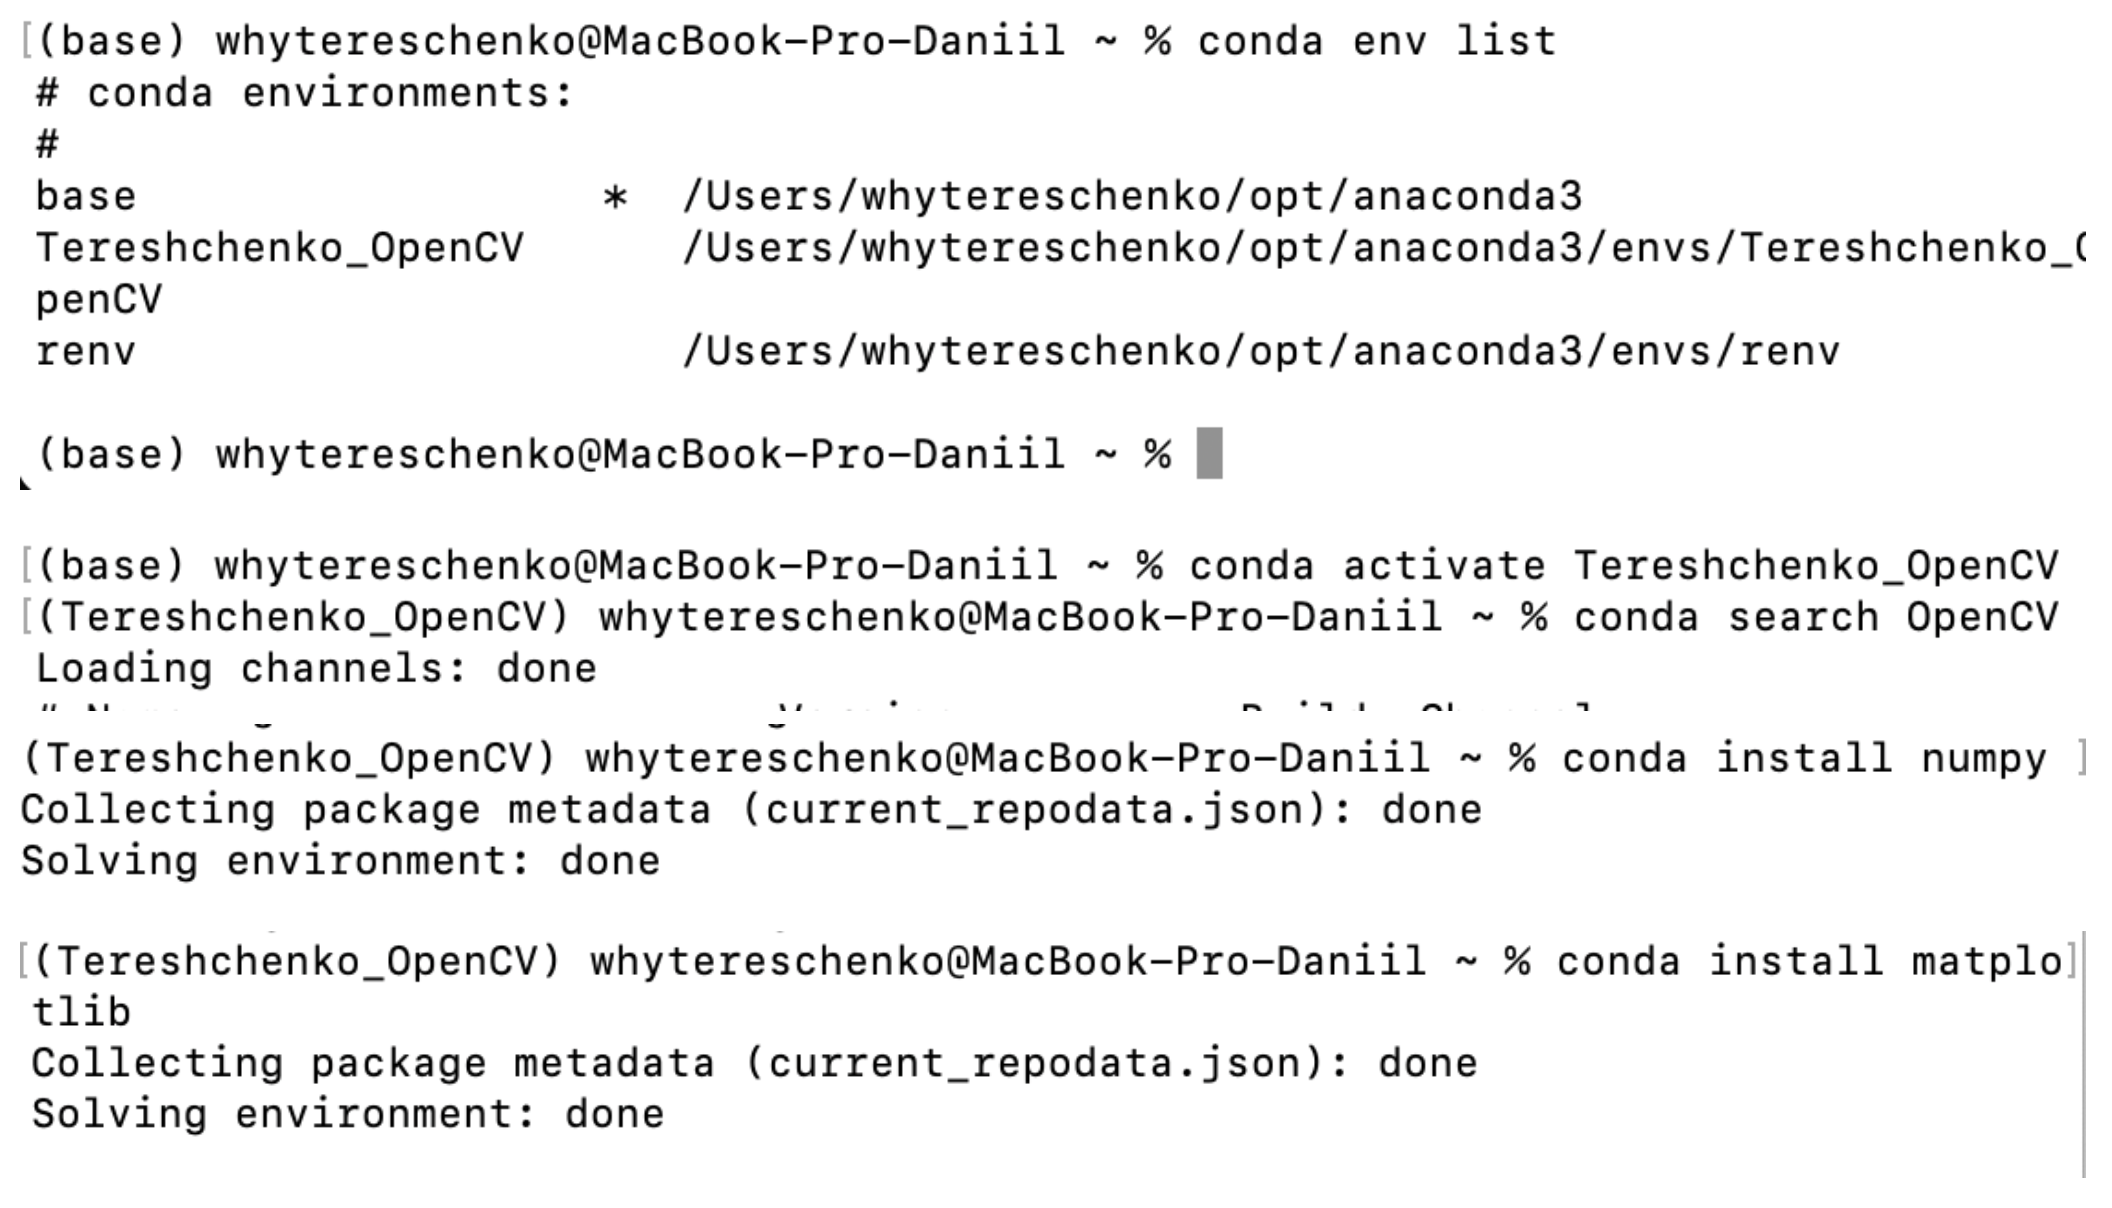 [(base) whytereschenko@MacBook-Pro-Daniil ~ % conda env list
# conda environments:
#
base * /Users/whytereschenko/opt/anaconda3
Tereshchenko_OpenCV /Users/whytereschenko/opt/anaconda3/envs/Tereshchenko_O
penCV
renv /Users/whytereschenko/opt/anaconda3/envs/renv
(base) whytereschenko@MacBook-Pro-Daniil ~ %
[(base) whytereschenko@MacBook-Pro-Daniil ~ % conda activate Tereshchenko_OpenCV
[(Tereshchenko_OpenCV) whytereschenko@MacBook-Pro-Daniil ~ % conda search OpenCV
Loading channels: done
(Tereshchenko_OpenCV) whytereschenko@MacBook-Pro-Daniil ~ % conda install numpy ]
Collecting package metadata (current_repodata.json): done
Solving environment: done
[(Tereshchenko_OpenCV) whytereschenko@MacBook-Pro-Daniil ~ % conda install matplo]
tlib
Collecting package metadata (current_repodata.json): done
Solving environment: done